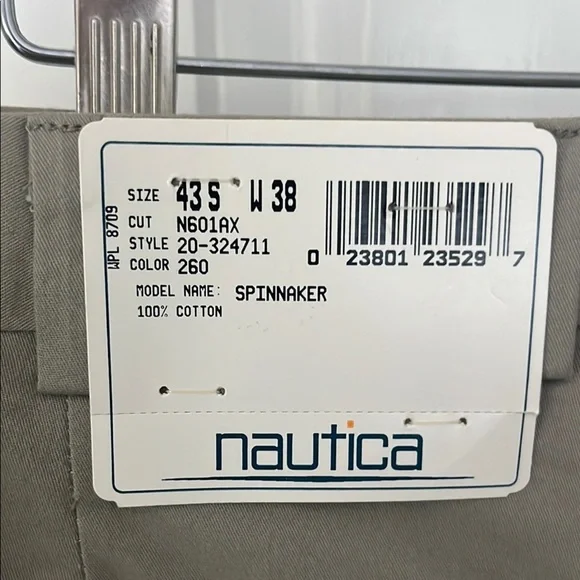 SIZE 43 S W 38
CUT N601AX
STYLE 20-324711
COLOR 260
MODEL NAME: SPINNAKER
100% COTTON
WPL 8709
0 23801 23529 7
nautica